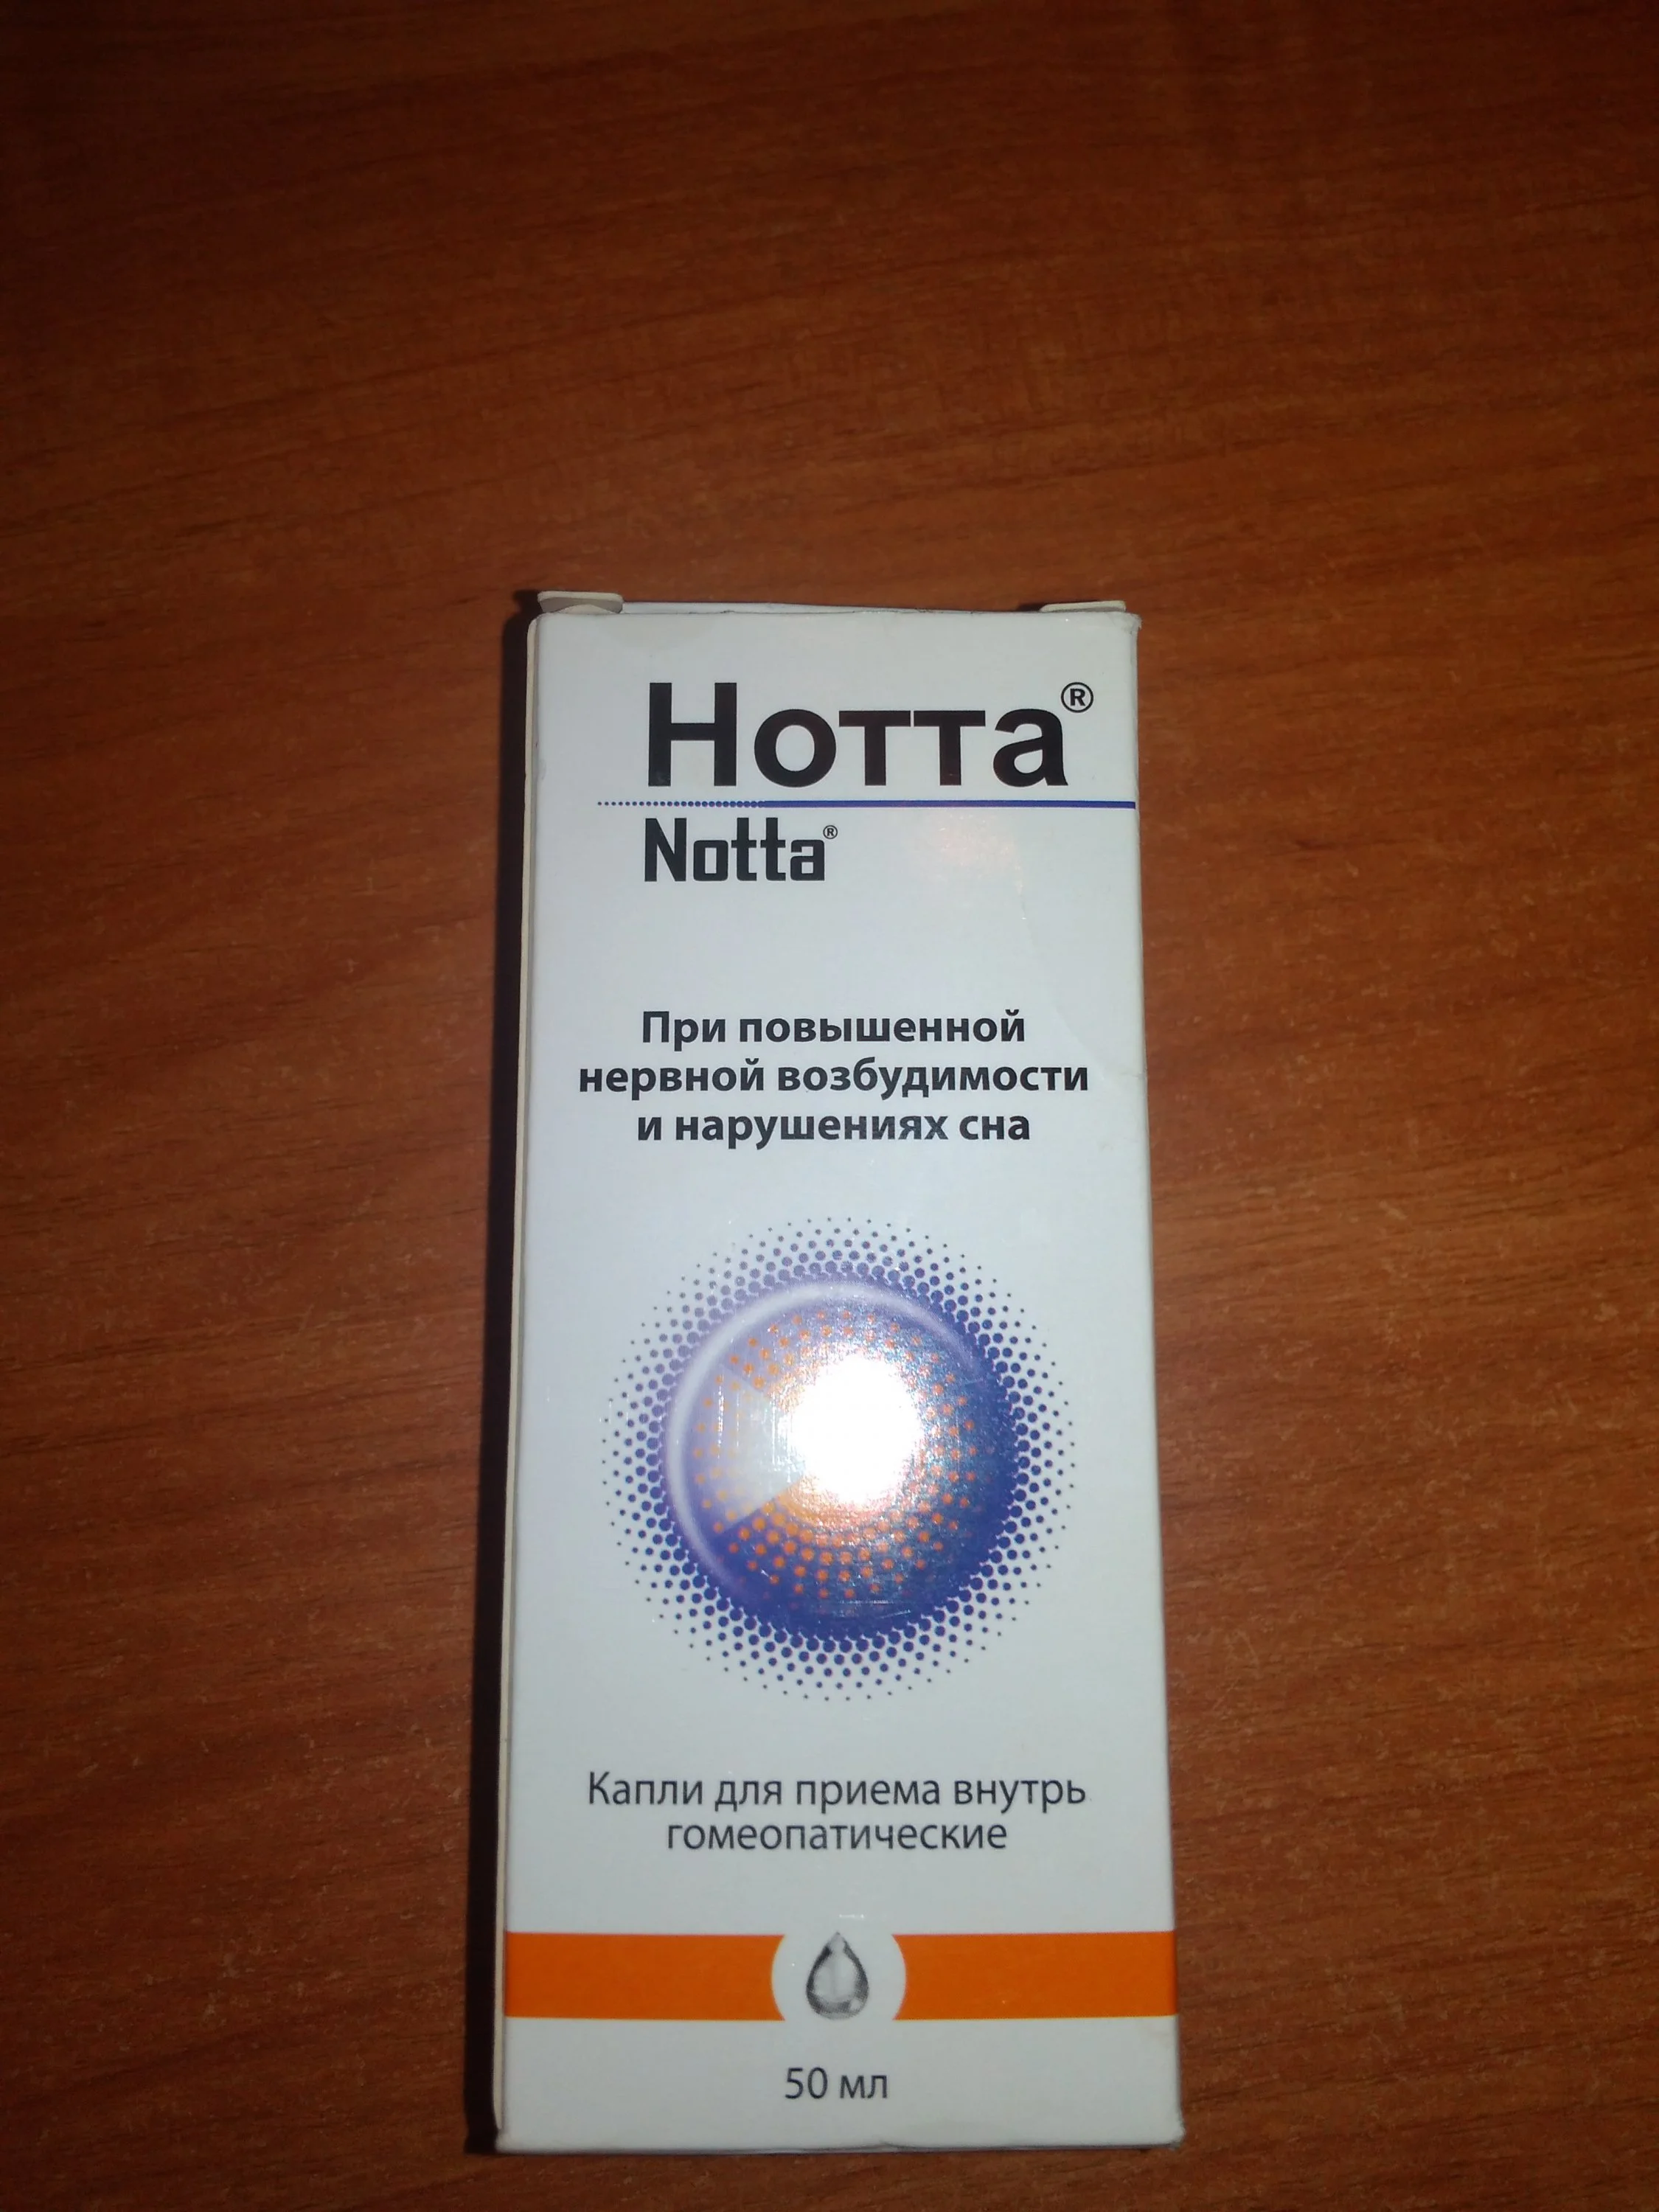 Нотта®
Notta®
При повышенной
нервной возбудимости
и нарушениях сна
Капли для приема внутрь
гомеопатические
50 мл